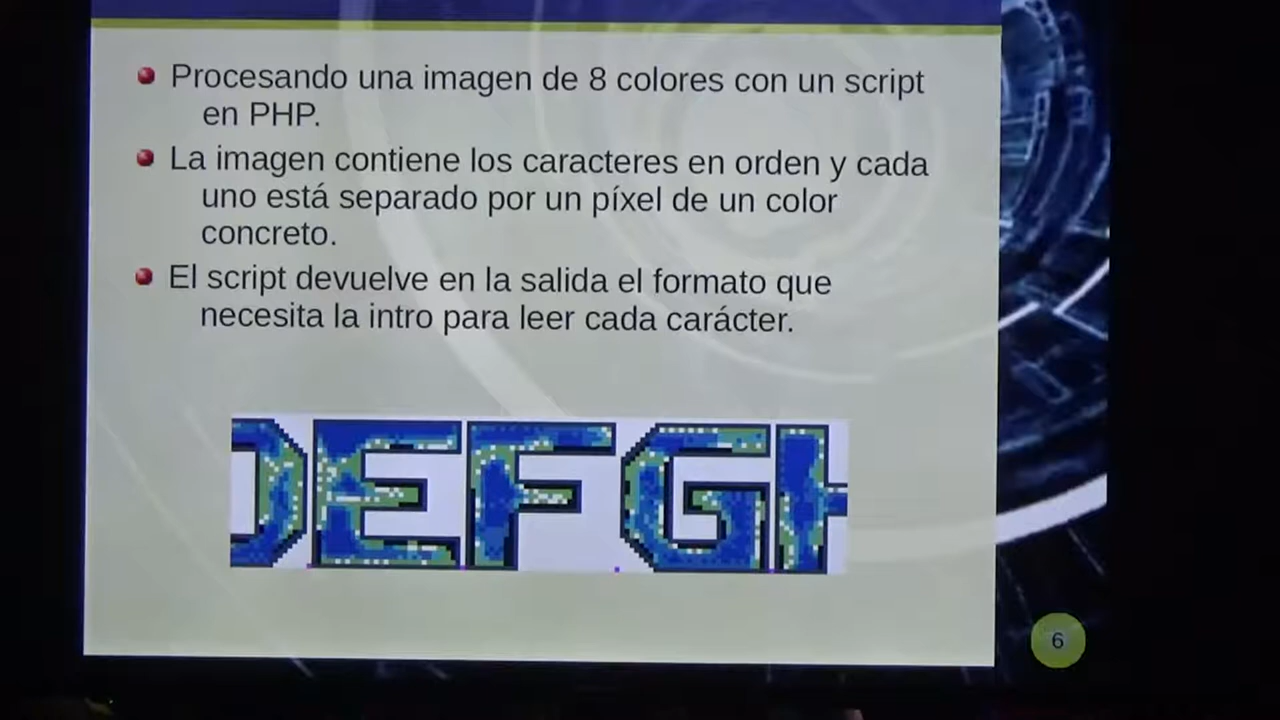 Procesando una imagen de 8 colores con un script
en PHP.
La imagen contiene los caracteres en orden y cada
uno está separado por un píxel de un color
concreto.
El script devuelve en la salida el formato que
necesita la intro para leer cada carácter.
DEFGH
6